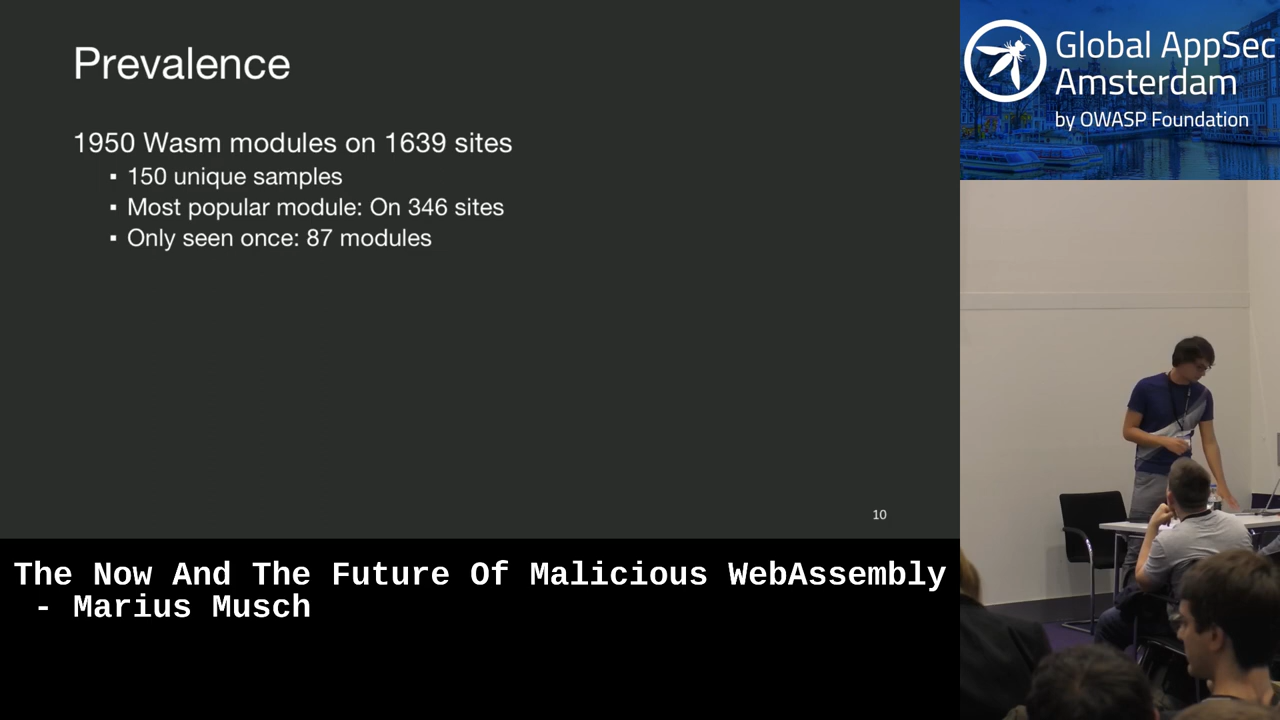 Prevalence
1950 Wasm modules on 1639 sites
▪ 150 unique samples
▪ Most popular module: On 346 sites
▪ Only seen once: 87 modules
10
The Now And The Future Of Malicious WebAssembly
- Marius Musch
Global AppSec
Amsterdam
by OWASP Foundation